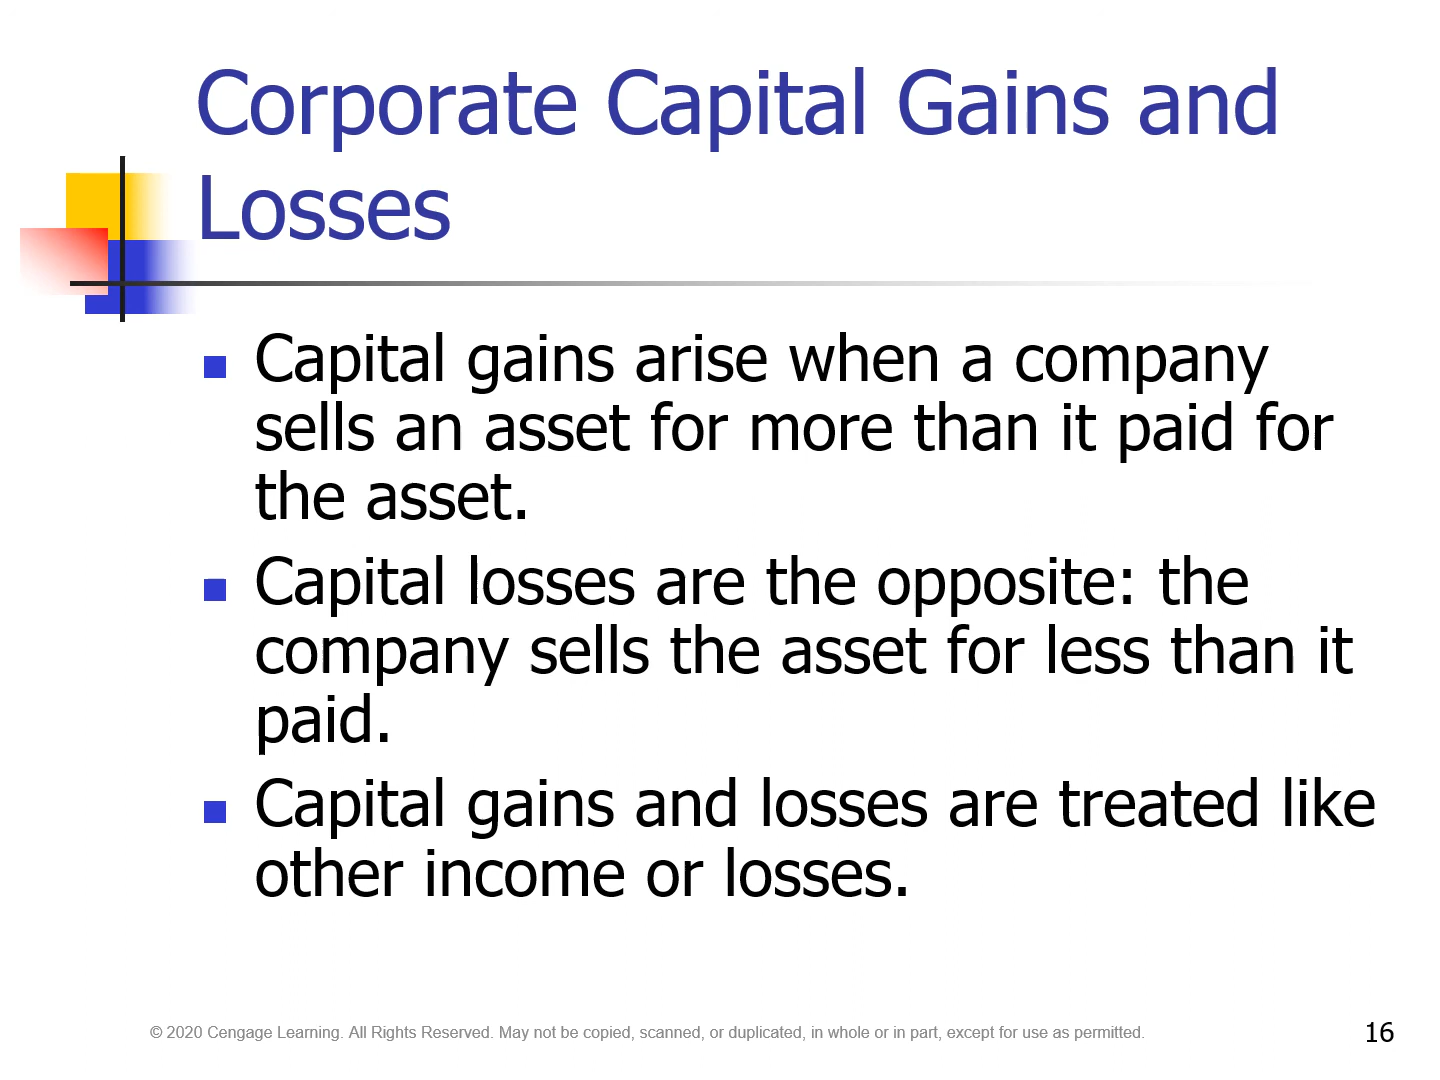 Corporate Capital Gains and
Losses
Capital gains arise when a company
sells an asset for more than it paid for
the asset.
Capital losses are the opposite: the
company sells the asset for less than it
paid.
Capital gains and losses are treated like
other income or losses.
© 2020 Cengage Learning. All Rights Reserved. May not be copied, scanned, or duplicated, in whole or in part, except for use as permitted.
16